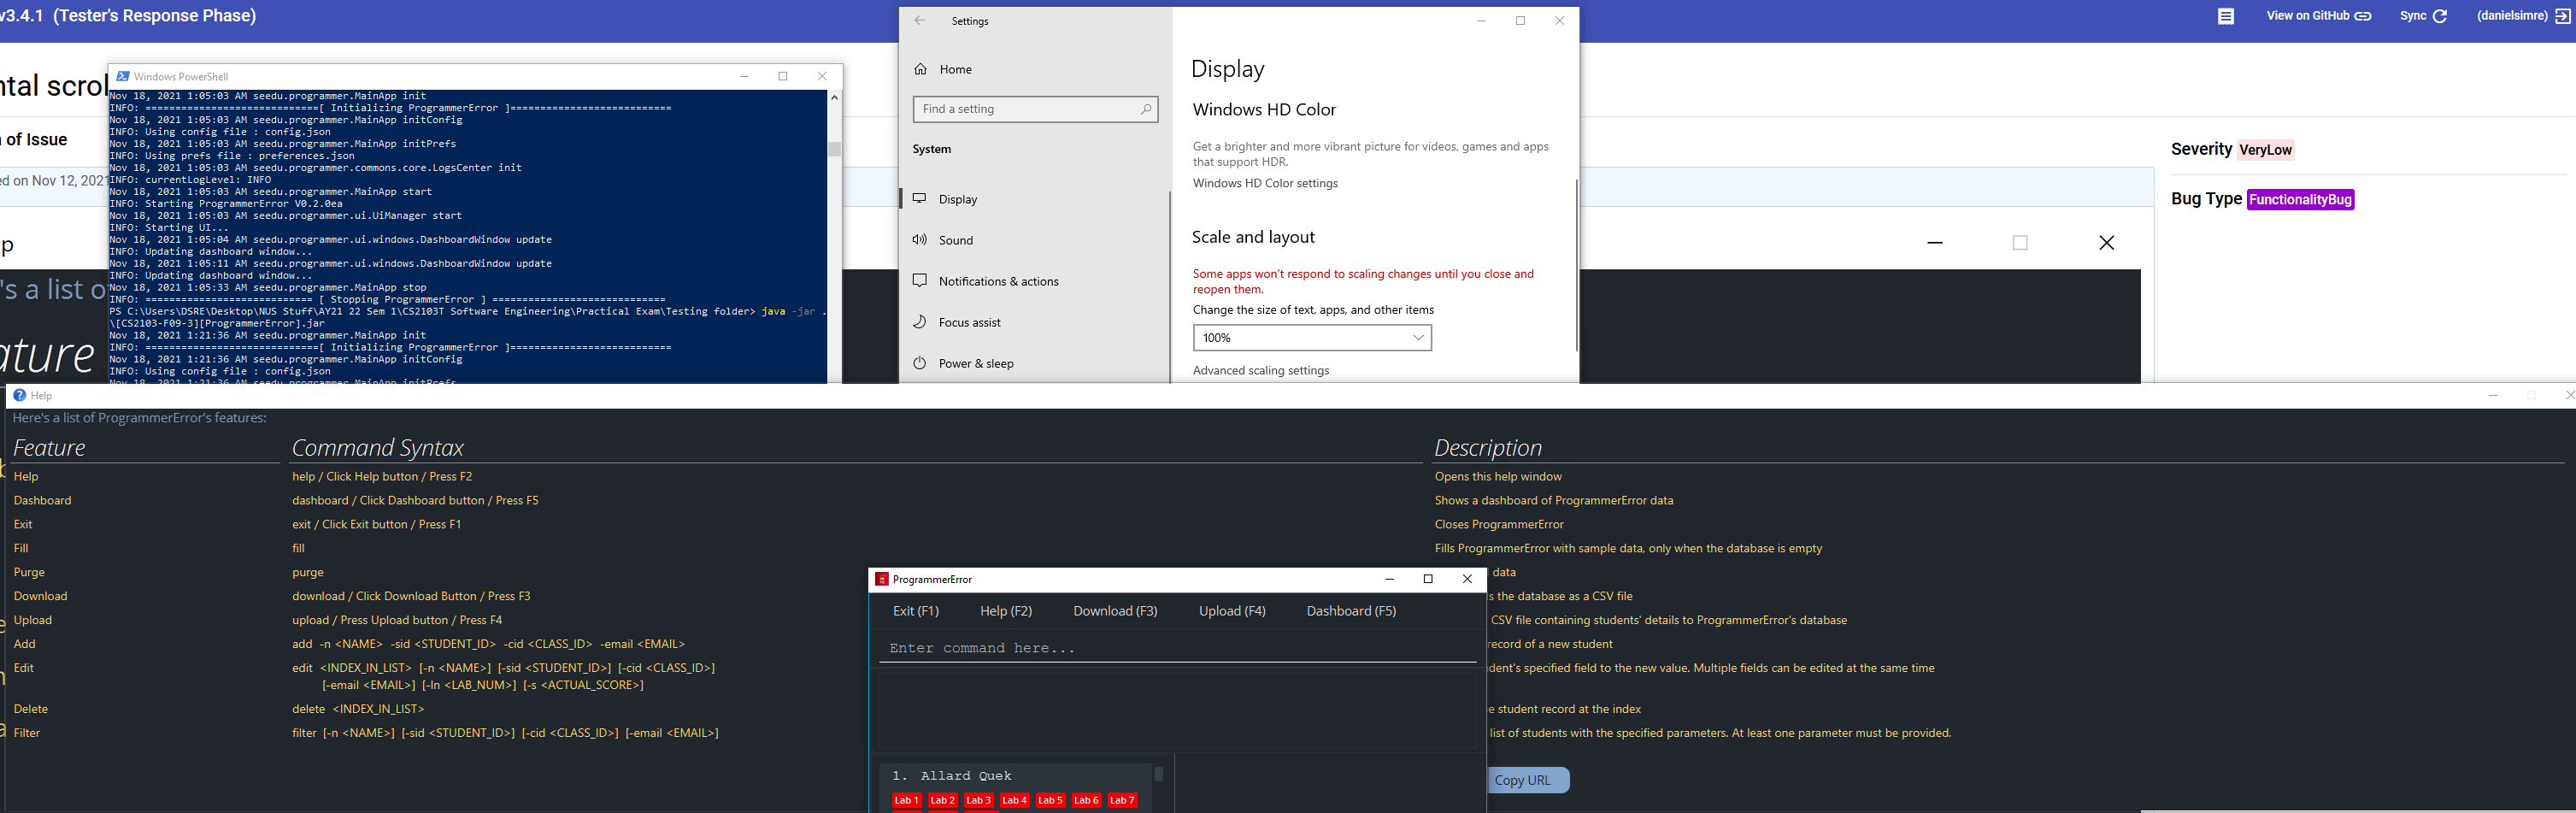 v3.4.1 (Tester's Response Phase)
View on GitHub
Sync
(danielsimre)
ntal scrol
of Issue
ed on Nov 12, 2021
p
's a list o
ature
Severity VeryLow
Bug Type FunctionalityBug
Windows PowerShell
Nov 18, 2021 1:05:03 AM seedu.programmer.MainApp init
INFO: =============================[ Initializing ProgrammerError ]===========================
Nov 18, 2021 1:05:03 AM seedu.programmer.MainApp initConfig
INFO: Using config file : config.json
Nov 18, 2021 1:05:03 AM seedu.programmer.MainApp initPrefs
INFO: Using prefs file : preferences.json
Nov 18, 2021 1:05:03 AM seedu.programmer.commons.core.LogsCenter init
INFO: currentLogLevel: INFO
Nov 18, 2021 1:05:03 AM seedu.programmer.MainApp start
INFO: Starting ProgrammerError V0.2.0ea
Nov 18, 2021 1:05:03 AM seedu.programmer.ui.UiManager start
INFO: Starting UI...
Nov 18, 2021 1:05:04 AM seedu.programmer.ui.windows.DashboardWindow update
INFO: Updating dashboard window...
Nov 18, 2021 1:05:11 AM seedu.programmer.ui.windows.DashboardWindow update
INFO: Updating dashboard window...
Nov 18, 2021 1:05:33 AM seedu.programmer.MainApp stop
INFO: ============================ [ Stopping ProgrammerError ] =============================
PS C:\Users\DSRE\Desktop\NUS Stuff\AY21 22 Sem 1\CS2103T Software Engineering\Practical Exam\Testing folder> java -jar .
\[CS2103-F09-3][ProgrammerError].jar
Nov 18, 2021 1:21:36 AM seedu.programmer.MainApp init
INFO: =============================[ Initializing ProgrammerError ]===========================
Nov 18, 2021 1:21:36 AM seedu.programmer.MainApp initConfig
INFO: Using config file : config.json
Nov 18, 2021 1:21:36 AM seedu.programmer.MainApp initPrefs
Settings
Home
Find a setting
System
Display
Sound
Notifications & actions
Focus assist
Power & sleep
Display
Windows HD Color
Get a brighter and more vibrant picture for videos, games and apps
that support HDR.
Windows HD Color settings
Scale and layout
Some apps won't respond to scaling changes until you close and
reopen them.
Change the size of text, apps, and other items
100%
Advanced scaling settings
Help
Here's a list of ProgrammerError's features:
Feature Command Syntax Description
Help help / Click Help button / Press F2 Opens this help window
Dashboard dashboard / Click Dashboard button / Press F5 Shows a dashboard of ProgrammerError data
Exit exit / Click Exit button / Press F1 Closes ProgrammerError
Fill fill Fills ProgrammerError with sample data, only when the database is empty
Purge purge data
Download download / Click Download Button / Press F3 s the database as a CSV file
Upload upload / Press Upload button / Press F4 CSV file containing students' details to ProgrammerError's database
Add add -n <NAME> -sid <STUDENT_ID> -cid <CLASS_ID> -email <EMAIL> record of a new student
Edit edit <INDEX_IN_LIST> [-n <NAME>] [-sid <STUDENT_ID>] [-cid <CLASS_ID>] dent's specified field to the new value. Multiple fields can be edited at the same time
[-email <EMAIL>] [-ln <LAB_NUM>] [-s <ACTUAL_SCORE>]
Delete delete <INDEX_IN_LIST> e student record at the index
Filter filter [-n <NAME>] [-sid <STUDENT_ID>] [-cid <CLASS_ID>] [-email <EMAIL>] list of students with the specified parameters. At least one parameter must be provided.
Copy URL
ProgrammerError
Exit (F1) Help (F2) Download (F3) Upload (F4) Dashboard (F5)
Enter command here...
1. Allard Quek
Lab 1 Lab 2 Lab 3 Lab 4 Lab 5 Lab 6 Lab 7